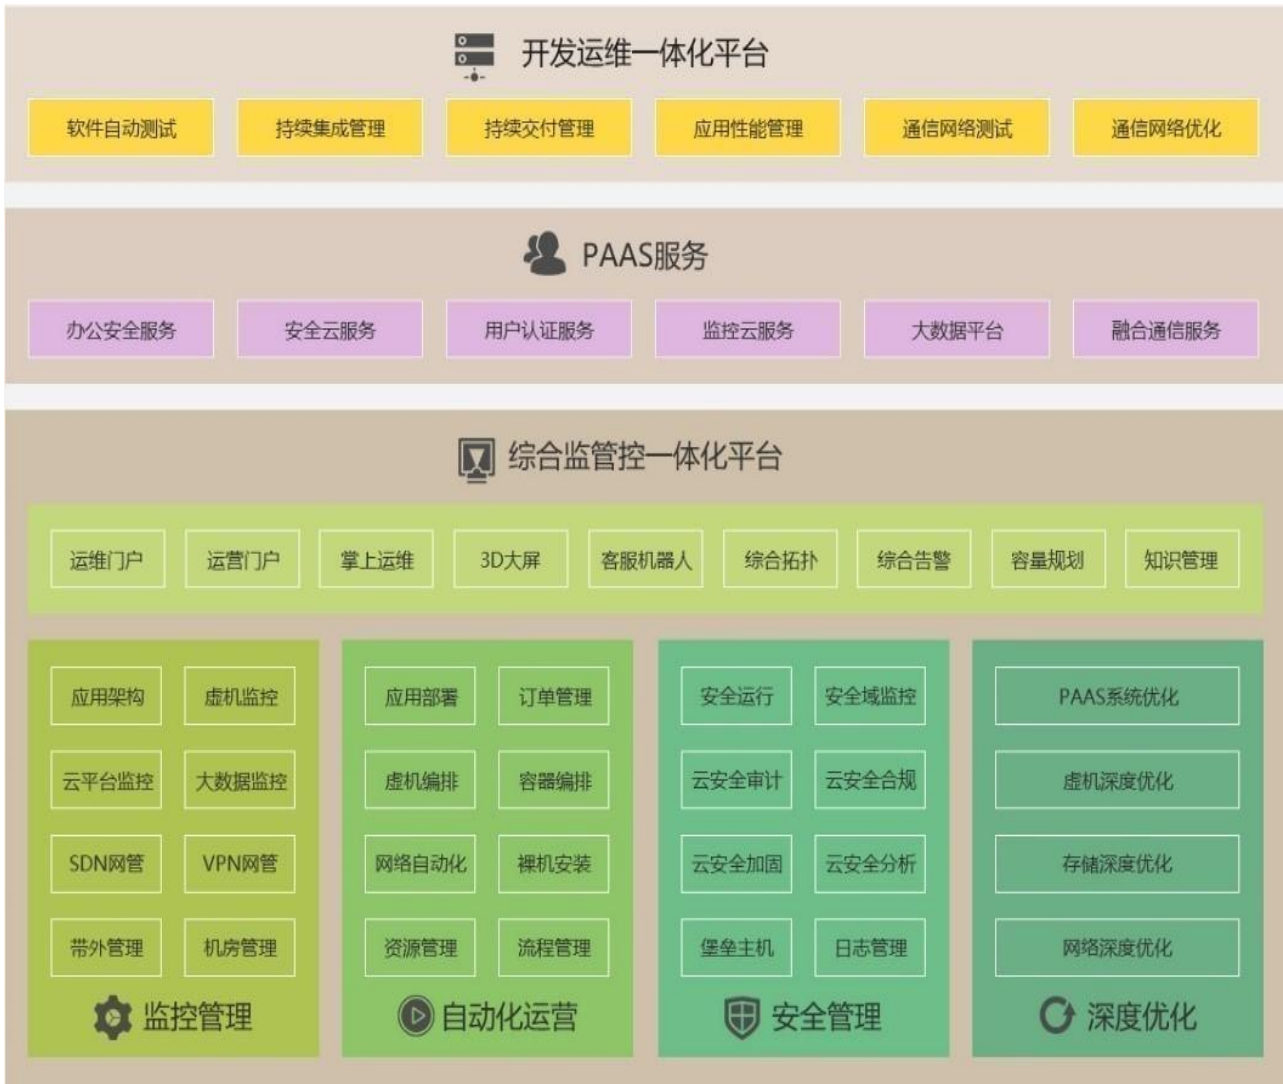 开发运维一体化平台
软件自动测试 持续集成管理 持续交付管理 应用性能管理 通信网络测试 通信网络优化
PAAS服务
办公安全服务 安全云服务 用户认证服务 监控云服务 大数据平台 融合通信服务
综合监管控一体化平台
运维门户 运营门户 掌上运维 3D大屏 客服机器人 综合拓扑 综合告警 容量规划 知识管理
应用架构 虚机监控
云平台监控 大数据监控
SDN网管 VPN网管
带外管理 机房管理
监控管理
应用部署 订单管理
虚机编排 容器编排
网络自动化 裸机安装
资源管理 流程管理
自动化运营
安全运行 安全域监控
云安全审计 云安全合规
云安全加固 云安全分析
堡垒主机 日志管理
安全管理
PAAS系统优化
虚机深度优化
存储深度优化
网络深度优化
深度优化